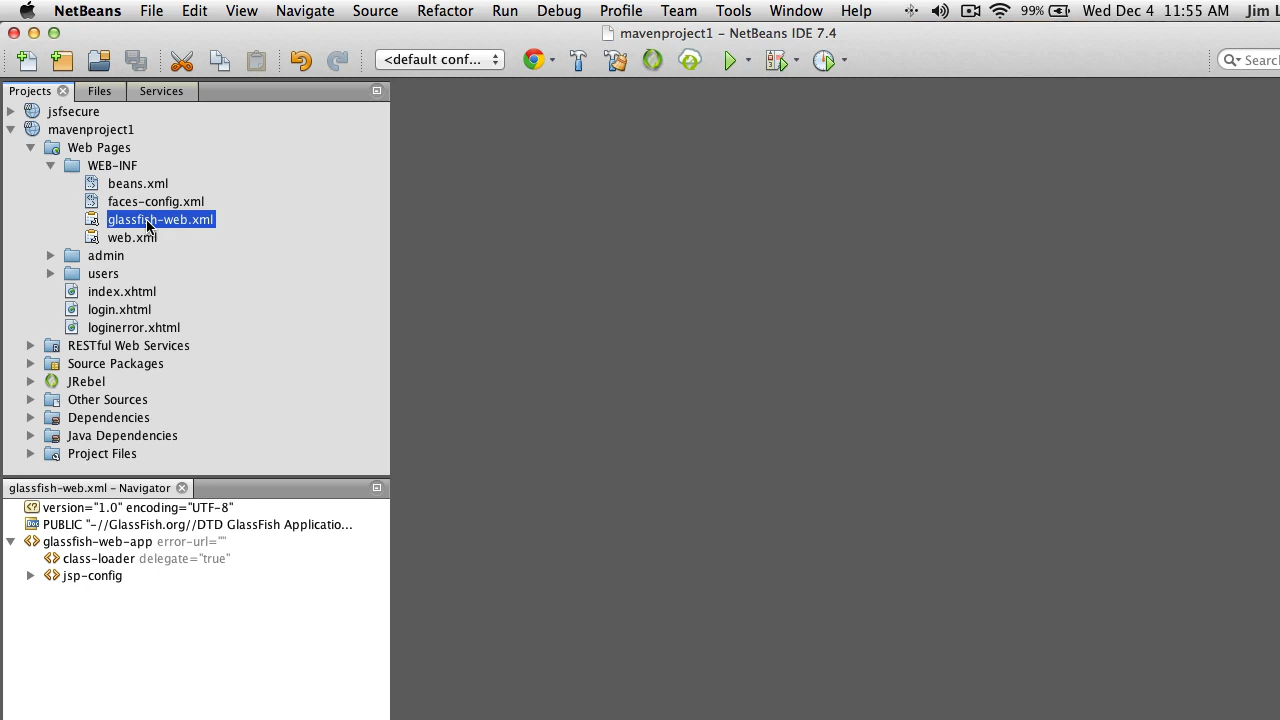 NetBeans File Edit View Navigate Source Refactor Run Debug Profile Team Tools Window Help 99% Wed Dec 4 11:55 AM Jim L
mavenproject1 – NetBeans IDE 7.4
<default conf... Search
Projects Files Services
jsfsecure
mavenproject1
Web Pages
WEB-INF
beans.xml
faces-config.xml
glassfish-web.xml
web.xml
admin
users
index.xhtml
login.xhtml
loginerror.xhtml
RESTful Web Services
Source Packages
JRebel
Other Sources
Dependencies
Java Dependencies
Project Files
glassfish-web.xml – Navigator
version="1.0" encoding="UTF-8"
PUBLIC "-//GlassFish.org//DTD GlassFish Applicatio...
glassfish-web-app error-url=""
class-loader delegate="true"
jsp-config